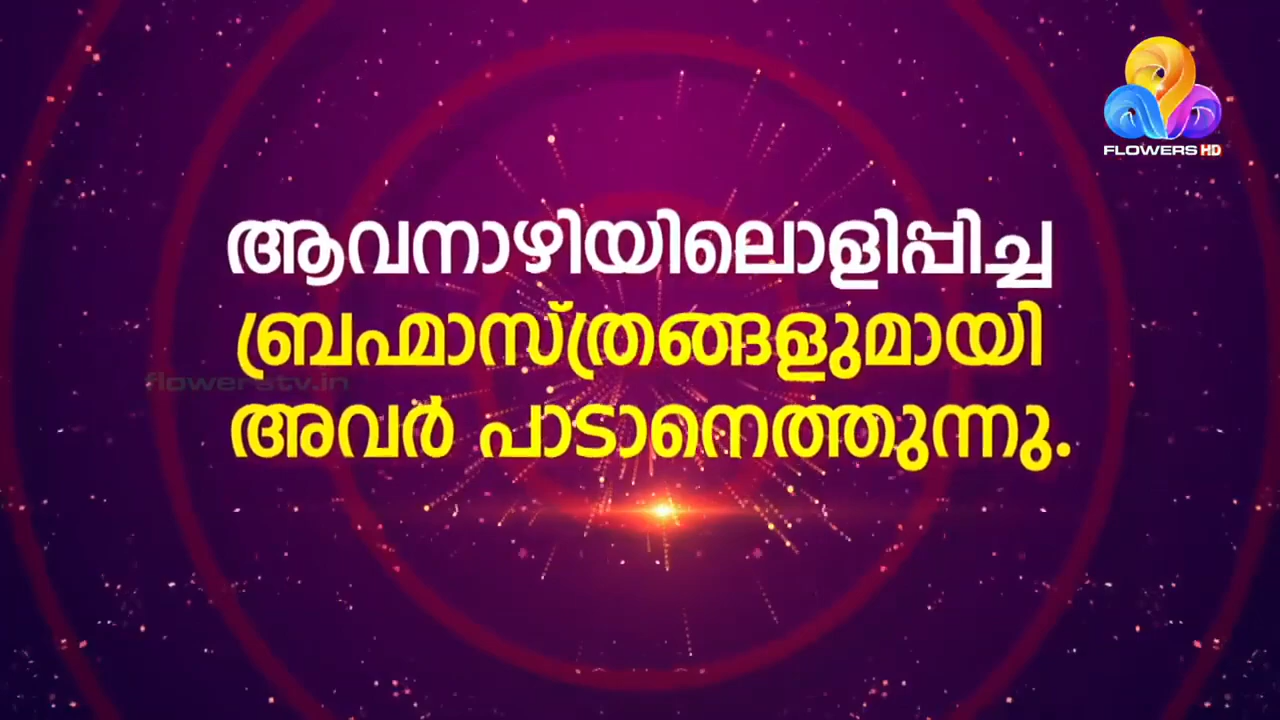 FLOWERS HD
ആവനാഴിയിലൊളിപ്പിച്ച
ബ്രഹ്മാസ്ത്രങ്ങളുമായി
flowerstv.in
അവർ പാടാനെത്തുന്നു.